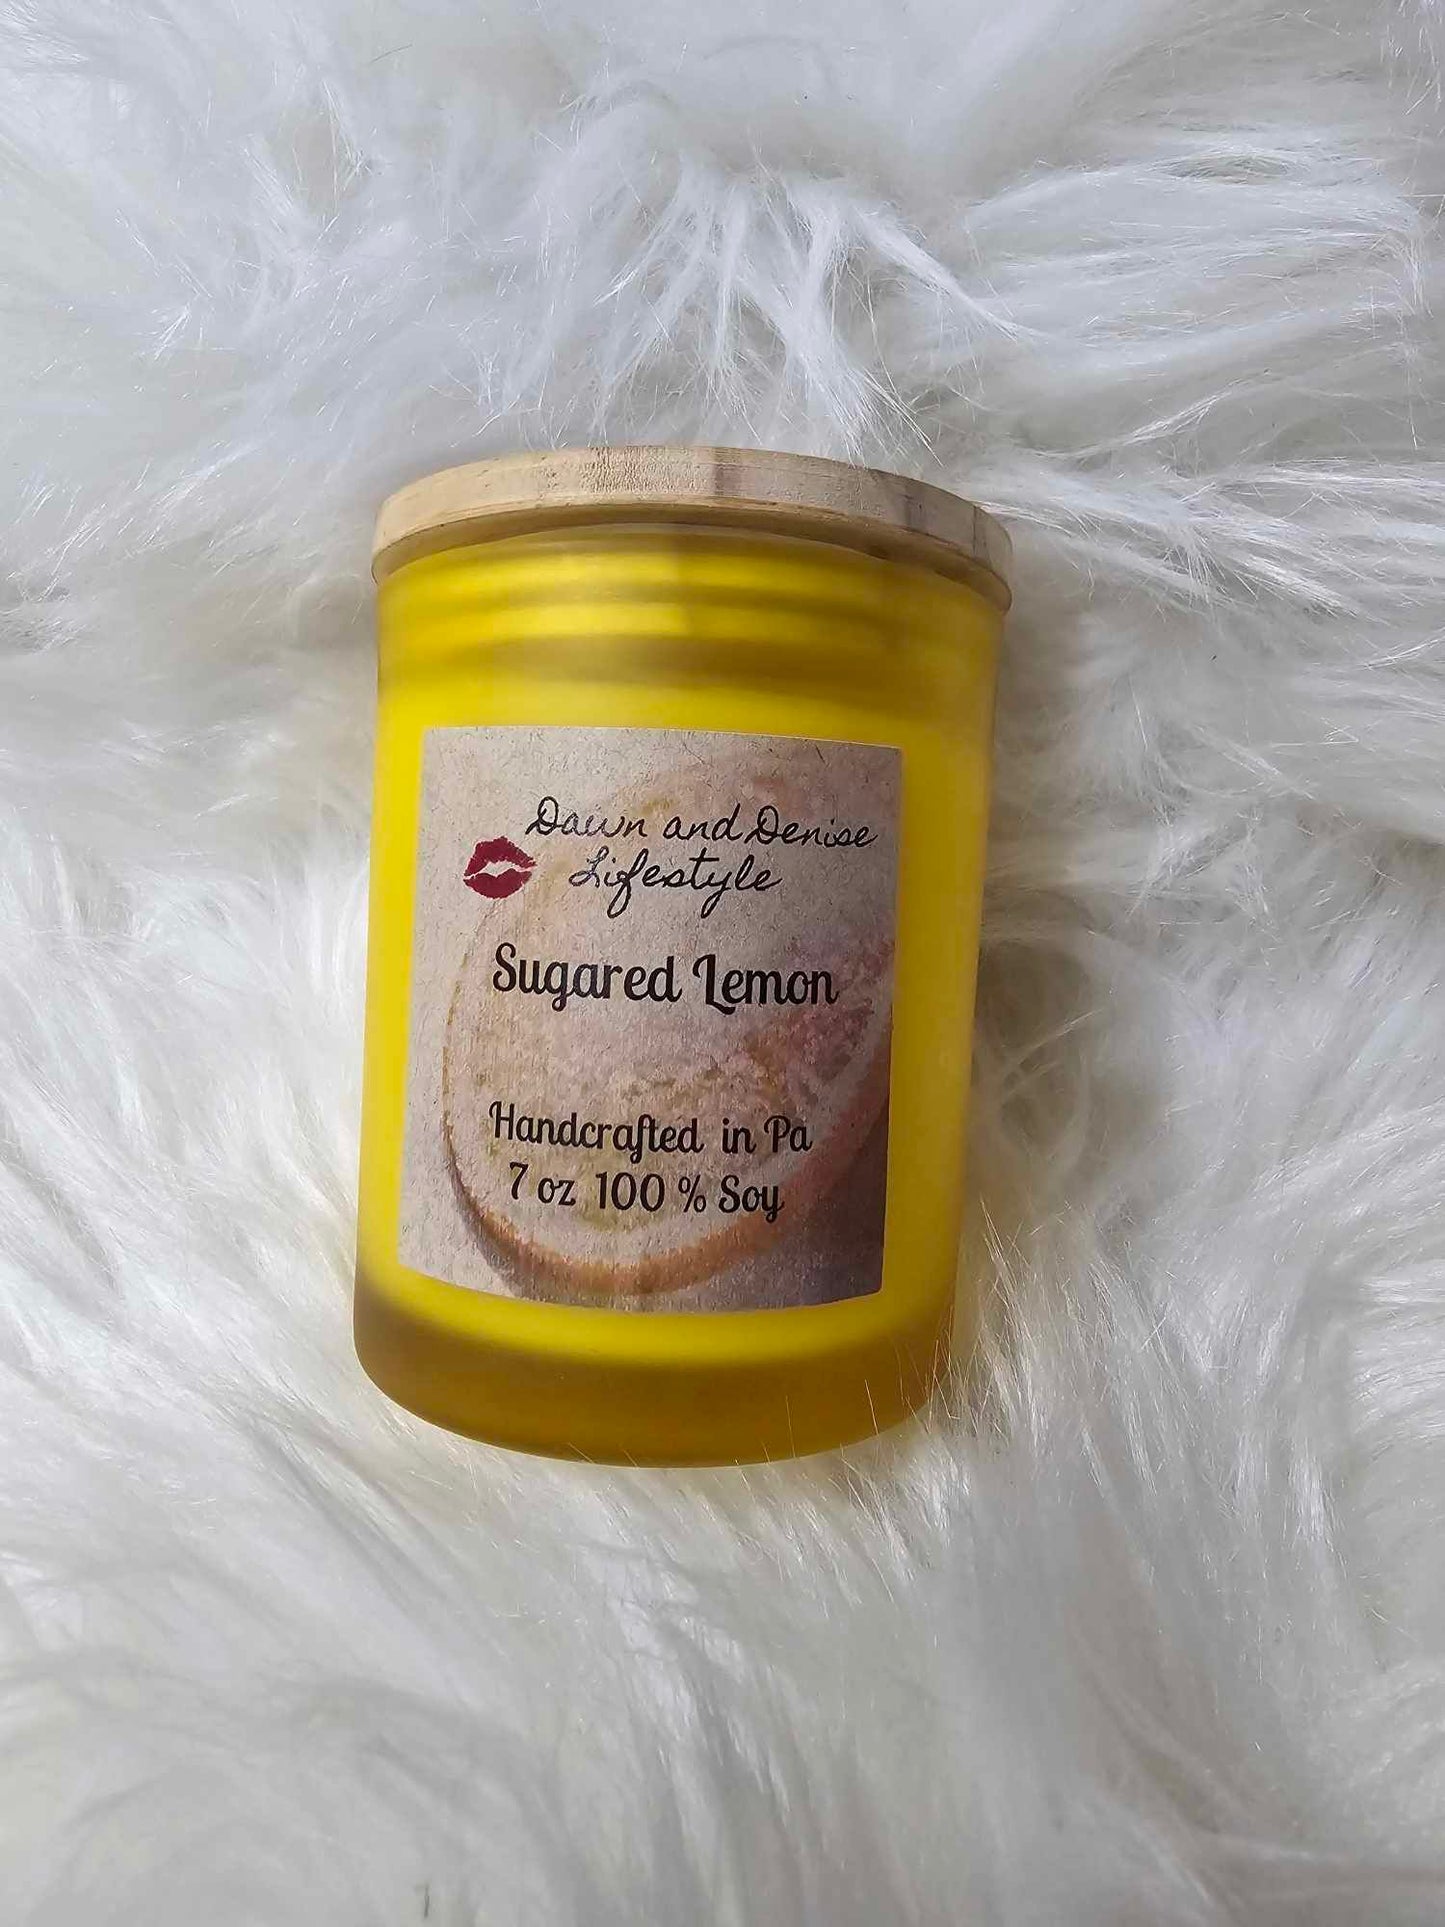 Dawn and Denise
Lifestyle
Sugared Lemon
Handcrafted in Pa
7 oz 100 % Soy